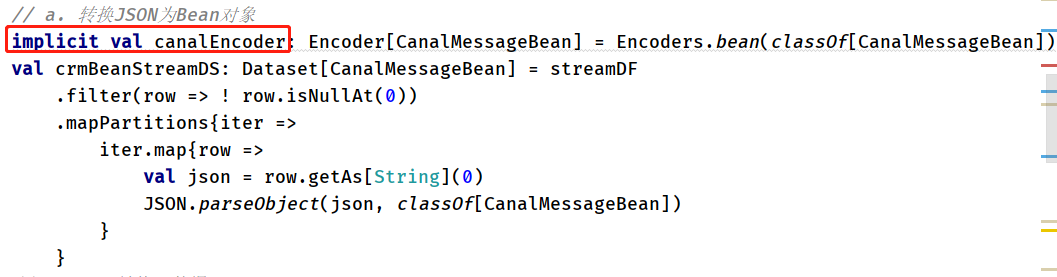 // a. 转换JSON为Bean对象
implicit val canalEncoder: Encoder[CanalMessageBean] = Encoders.bean(classOf[CanalMessageBean])
val crmBeanStreamDS: Dataset[CanalMessageBean] = streamDF
    .filter(row => ! row.isNullAt(0))
    .mapPartitions{iter =>
        iter.map{row =>
            val json = row.getAs[String](0)
            JSON.parseObject(json, classOf[CanalMessageBean])
        }
    }